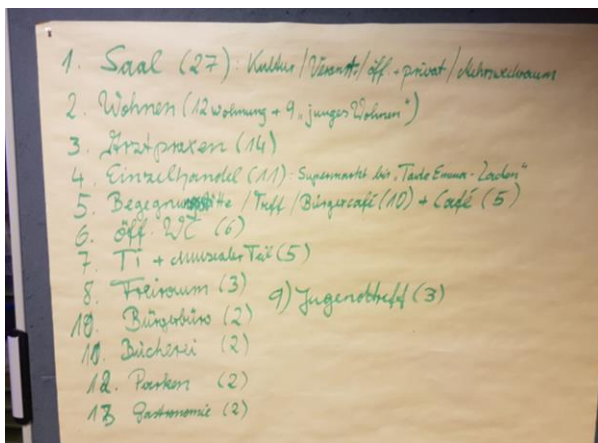 1. Saal (27): Kultur/Veranst./öff. + privat/Mehrzweckraum
2. Wohnen (12 Wohnung + 9 "junges Wohnen")
3. Arztpraxen (14)
4. Einzelhandel (11) - Supermarkt bis "Tante Emma-Laden"
5. Begegnungsstätte / Treff / Bürgercafé (10) + Café (5)
6. öff. WC (6)
7. TI + Musealer Teil (5)
8. Freiraum (3)
9) Jugendtreff (3)
10. Bürgerbüro (2)
11. Bücherei (2)
12. Parken (2)
13 Gastronomie (2)